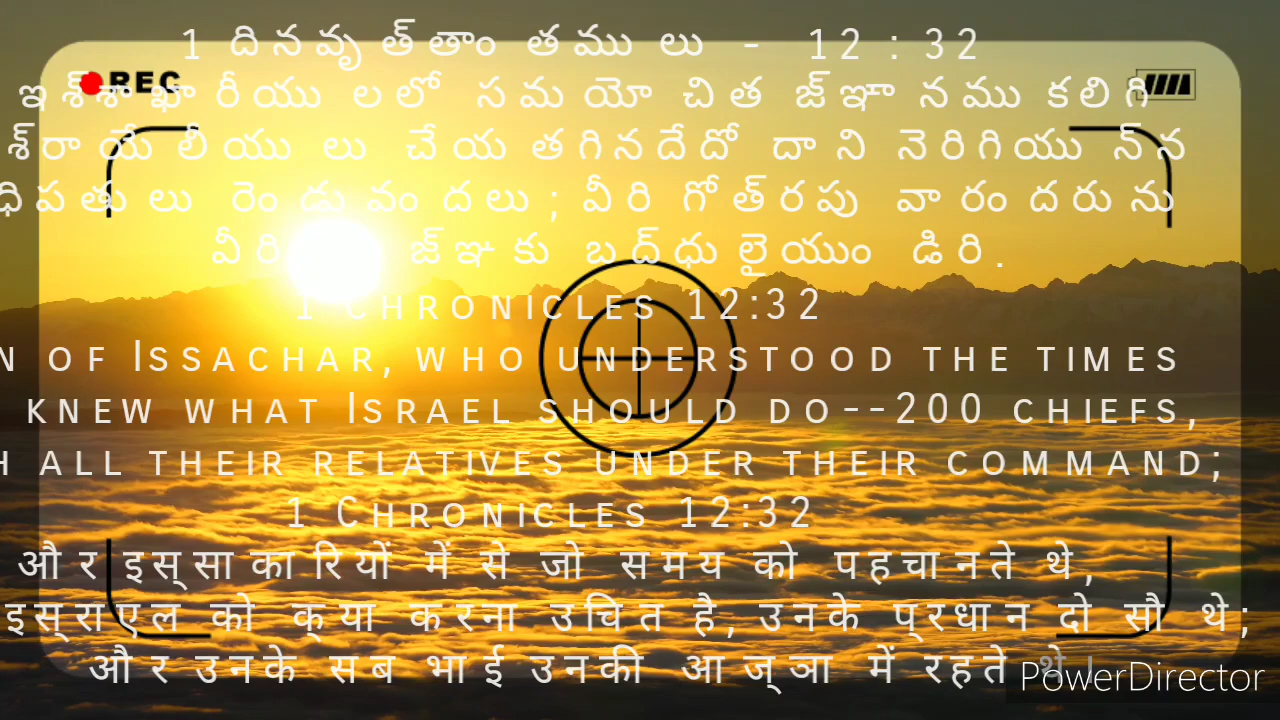 1 దినవృత్తాంతములు - 12 : 32
REC
ఇశ్శాఖారీయులలో సమయోచిత జ్ఞానము కలిగి
శ్రాయేలీయులు చేయతగినదేదో దాని నెరిగియున్న
ధిపతులు రెండువందలు; వీరి గోత్రపు వారందరును
వీరి జ్ఞకు బద్ధులైయుండిరి.
1 Chronicles 12:32
N of Issachar, who understood the times
knew what Israel should do--200 chiefs,
H all their relatives under their command;
1 Chronicles 12:32
और इस्साकारियों में से जो समय को पहचानते थे,
इस्राएल को क्या करना उचित है, उनके प्रधान दो सौ थे;
और उनके सब भाई उनकी आज्ञा में रहते थे।
PowerDirector